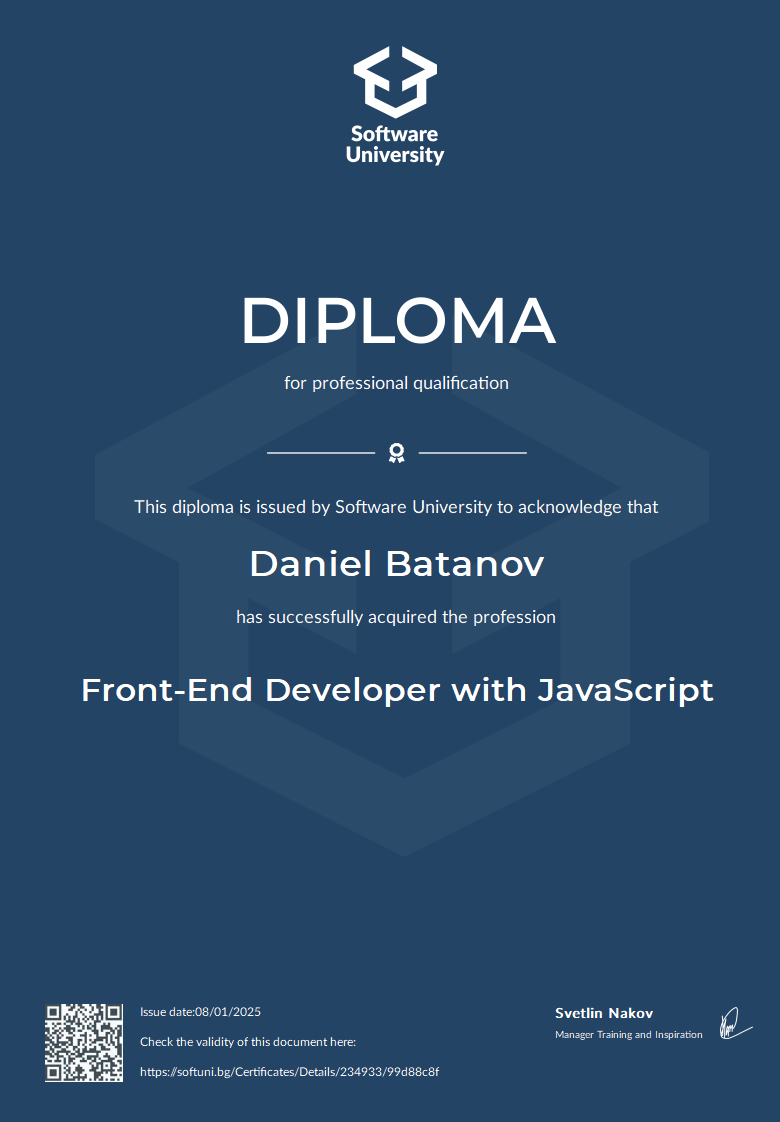 Software
University
DIPLOMA
for professional qualification
This diploma is issued by Software University to acknowledge that
Daniel Batanov
has successfully acquired the profession
Front-End Developer with JavaScript
Issue date:08/01/2025
Check the validity of this document here:
https://softuni.bg/Certificates/Details/234933/99d88c8f
Svetlin Nakov
Manager Training and Inspiration